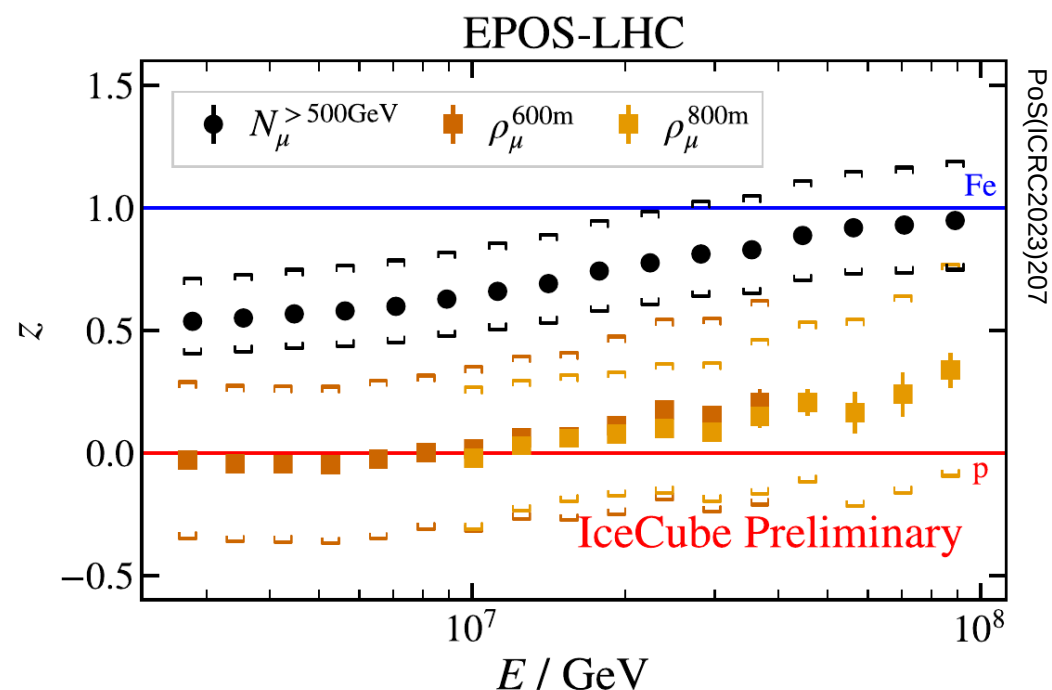 EPOS-LHC
PoS(ICRC2023)207
1.5
N_μ^{>500GeV} ρ_μ^{600m} ρ_μ^{800m}
Fe
1.0
z
0.5
0.0
p
IceCube Preliminary
−0.5
10^7 10^8
E / GeV